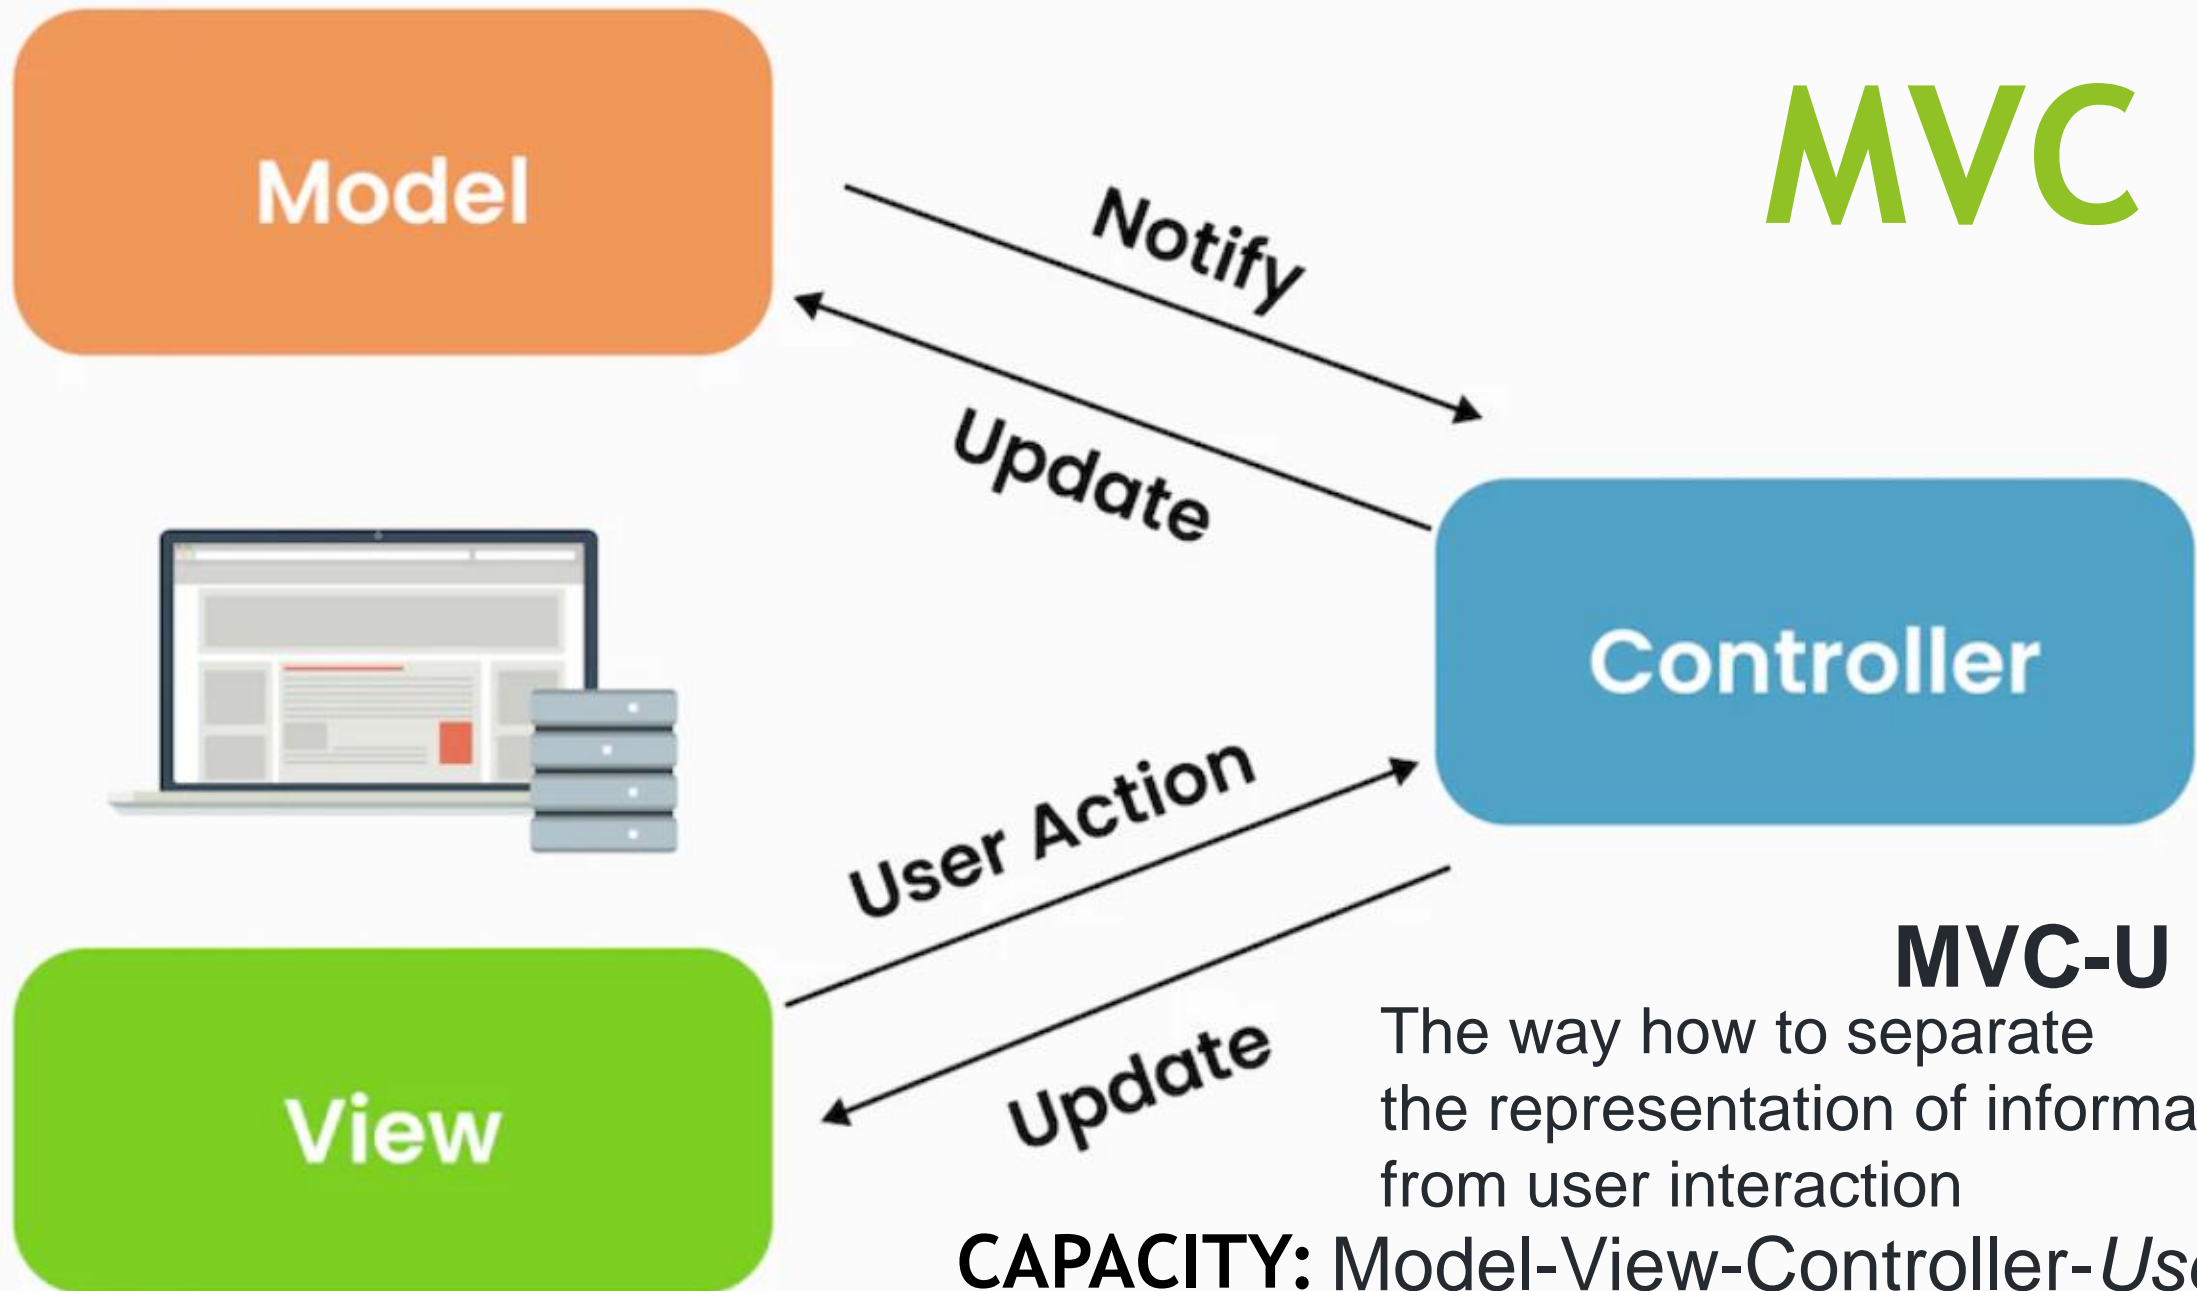 MVC
Model
Notify
Update
Controller
User Action
Update
View
MVC-U
The way how to separate
the representation of informa
from user interaction
CAPACITY: Model-View-Controller-Use